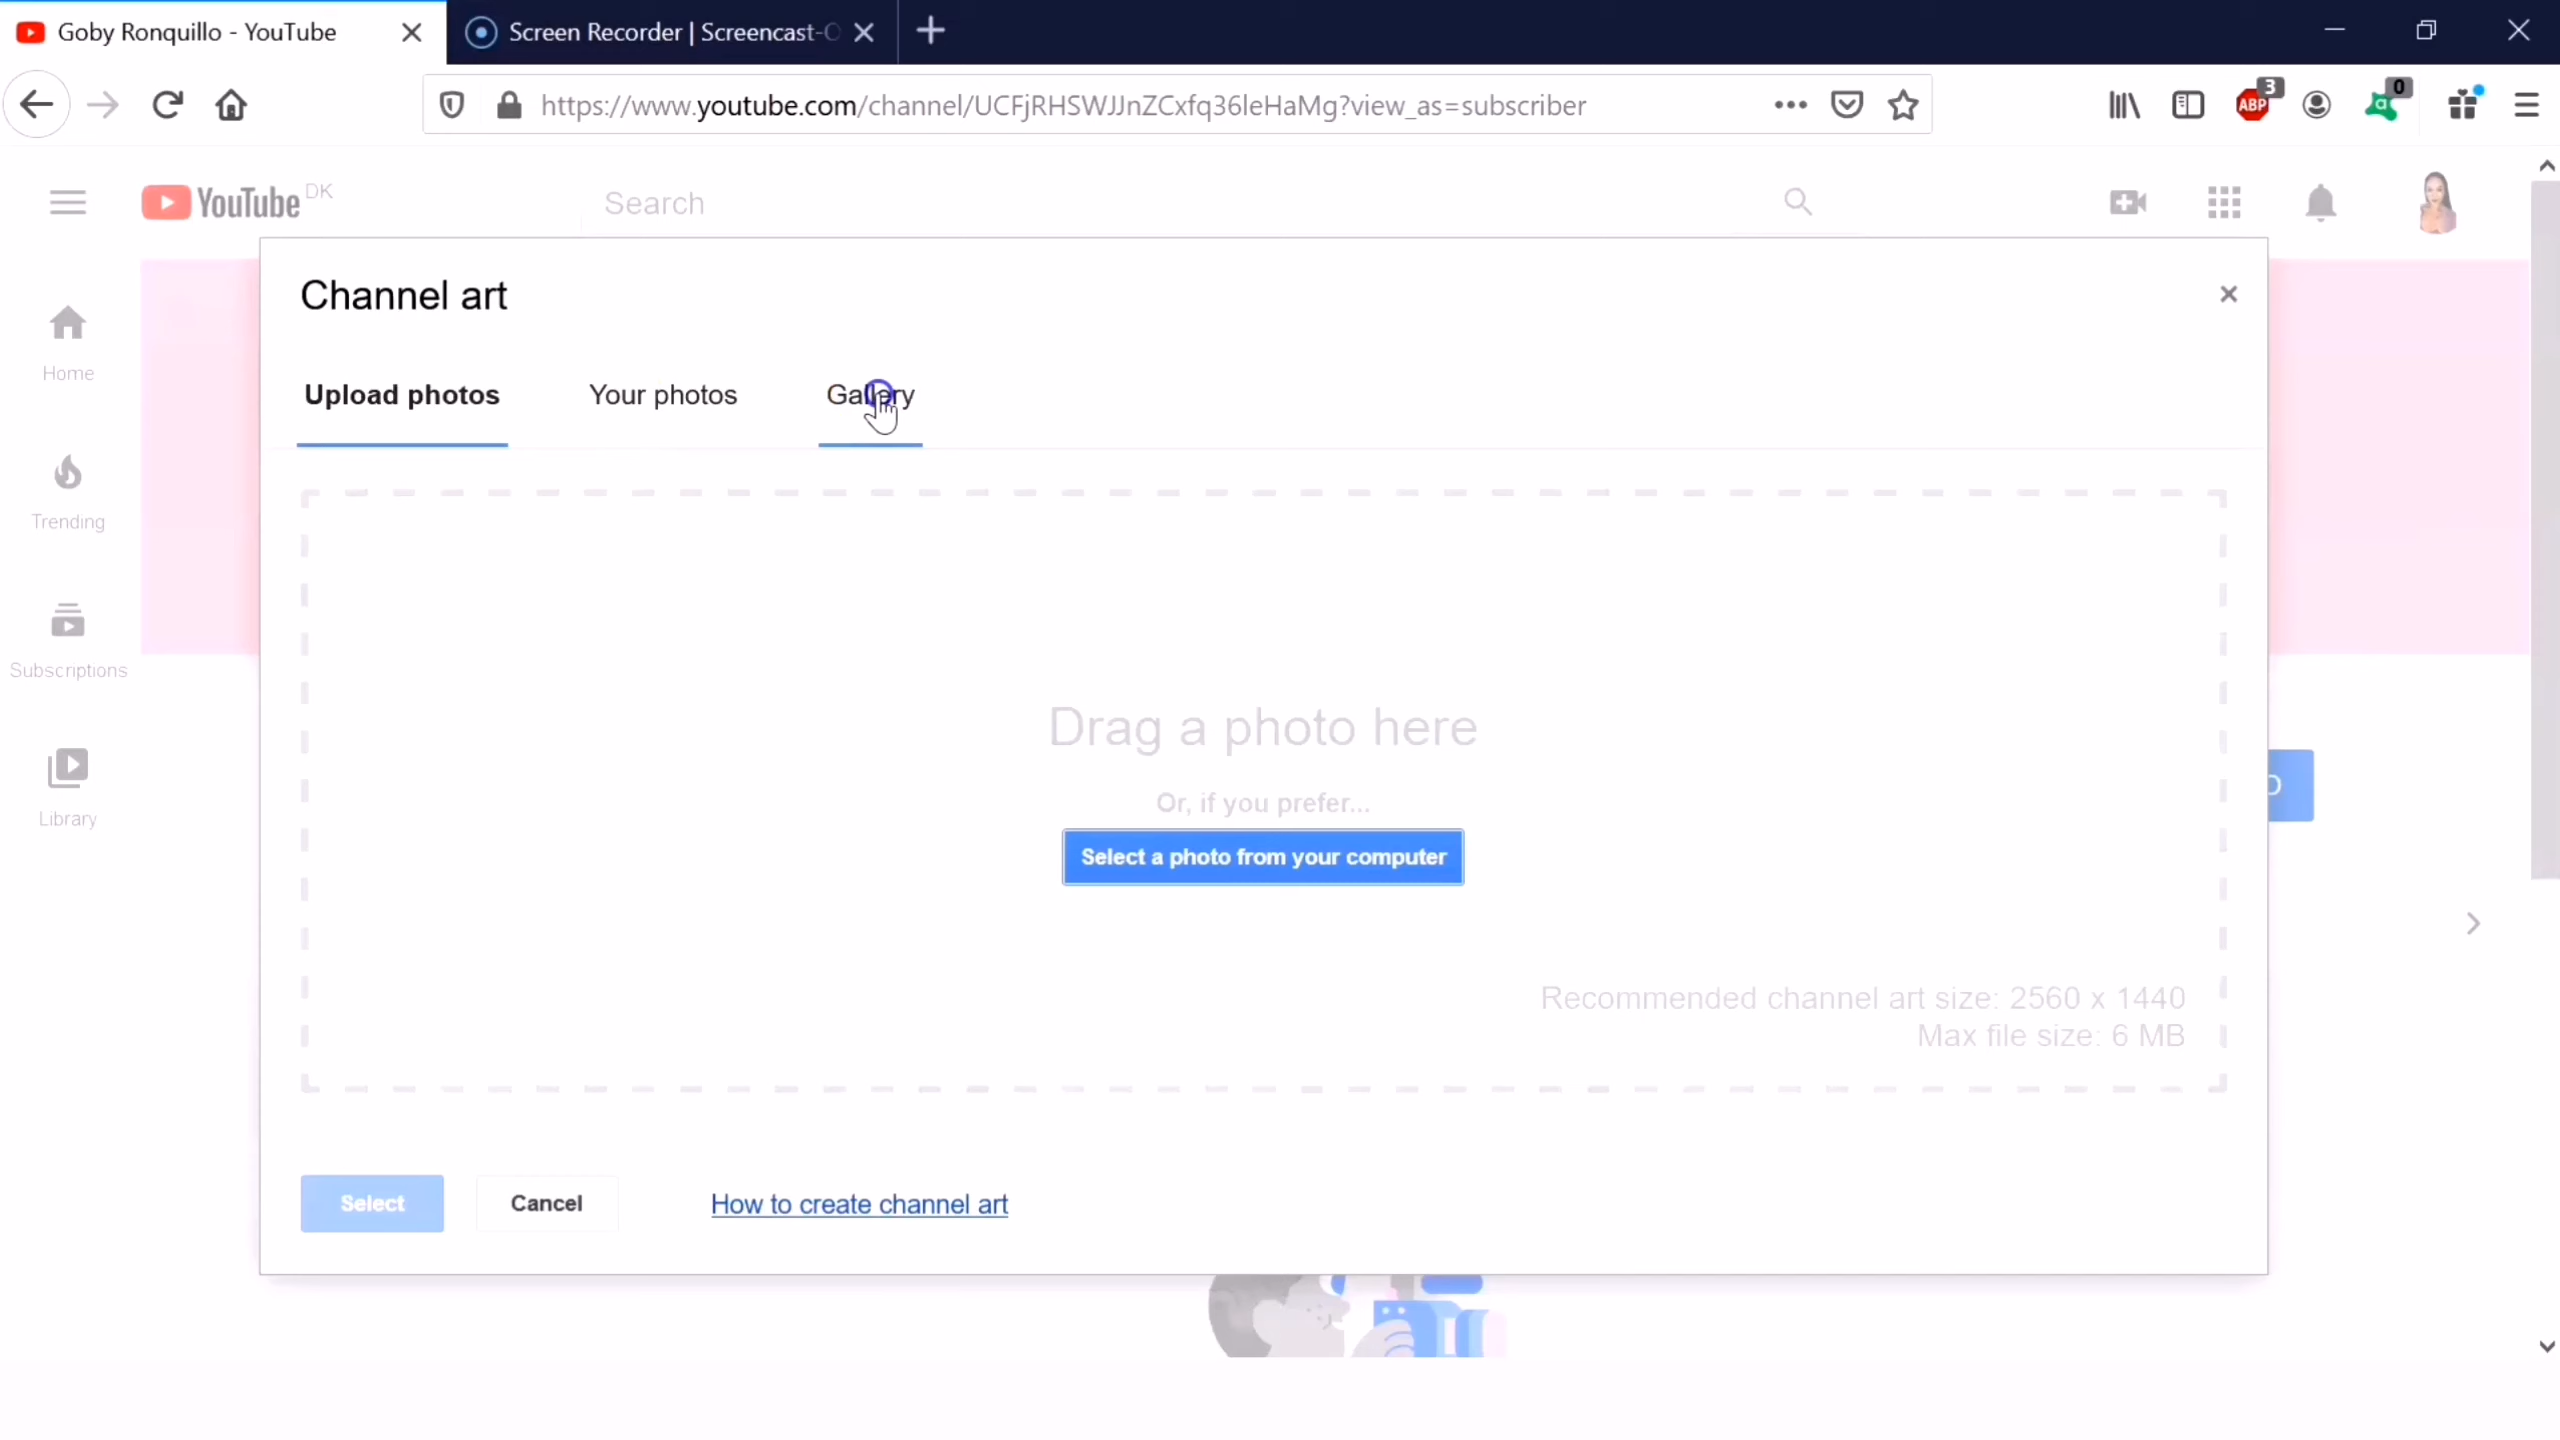 Goby Ronquillo - YouTube
Screen Recorder | Screencast-O
https://www.youtube.com/channel/UCFjRHSWJJnZCxfq36leHaMg?view_as=subscriber
ABP
3
0
YouTube DK
Search
Home
Trending
Subscriptions
Library
Channel art
Upload photos
Your photos
Gallery
Drag a photo here
Or, if you prefer...
Select a photo from your computer
Recommended channel art size: 2560 x 1440
Max file size: 6 MB
Select
Cancel
How to create channel art